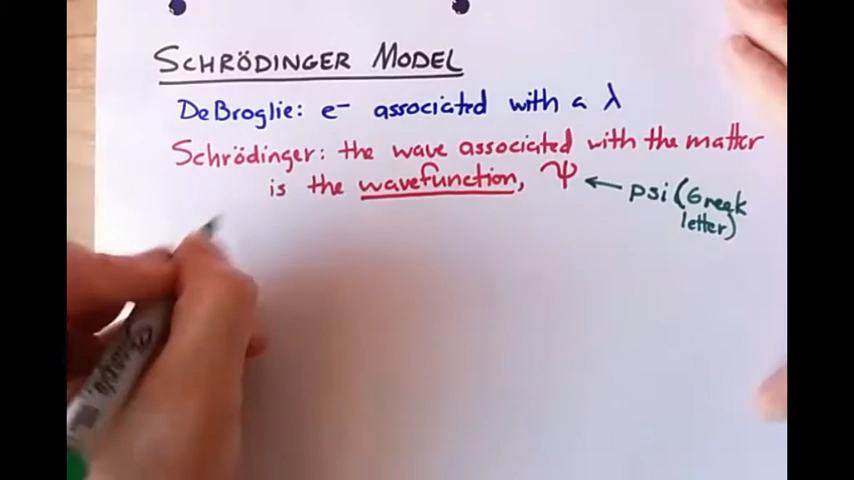 SCHRÖDINGER MODEL
DeBroglie: e⁻ associated with a λ
Schrödinger: the wave associated with the matter
is the wavefunction, Ψ ← psi (Greek
letter)